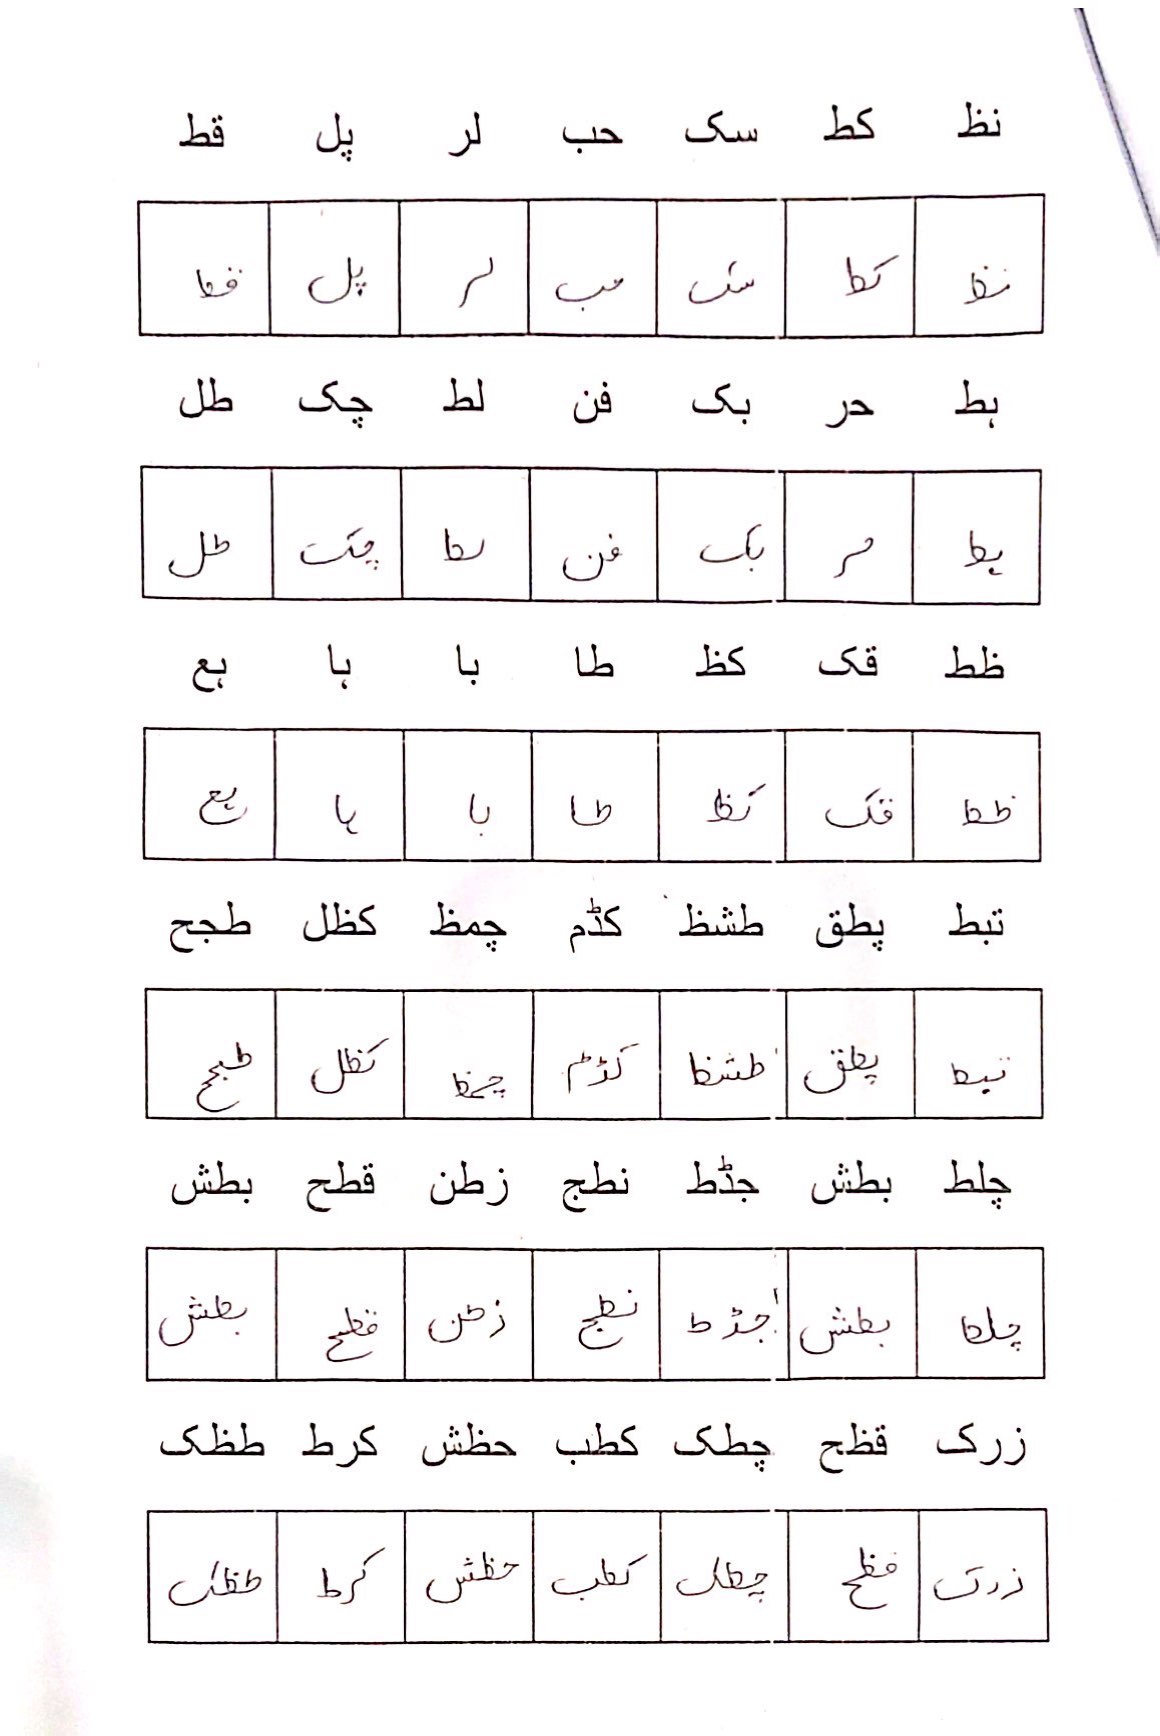 نظ کط سک حب لر پل قط
نظ کط سک حب لر پل قط
ہط حر بک فن لط چک طل
ہط حر بک فن لط چک طل
ظط قک کظ طا با ہا ہع
ظط قک کظ طا با ہا ہع
تبط پطق طشظ کڈم چمظ کظل طجح
تبط پطق طشظ کڈم چمظ کظل طجح
چلط بطش جڈط نطج زطن قطح بطش
چلط بطش جڈط نطج زطن قطح بطش
زرک قظح چطک کطب حظش کرط طظک
زرک قظح چطک کطب حظش کرط طظک